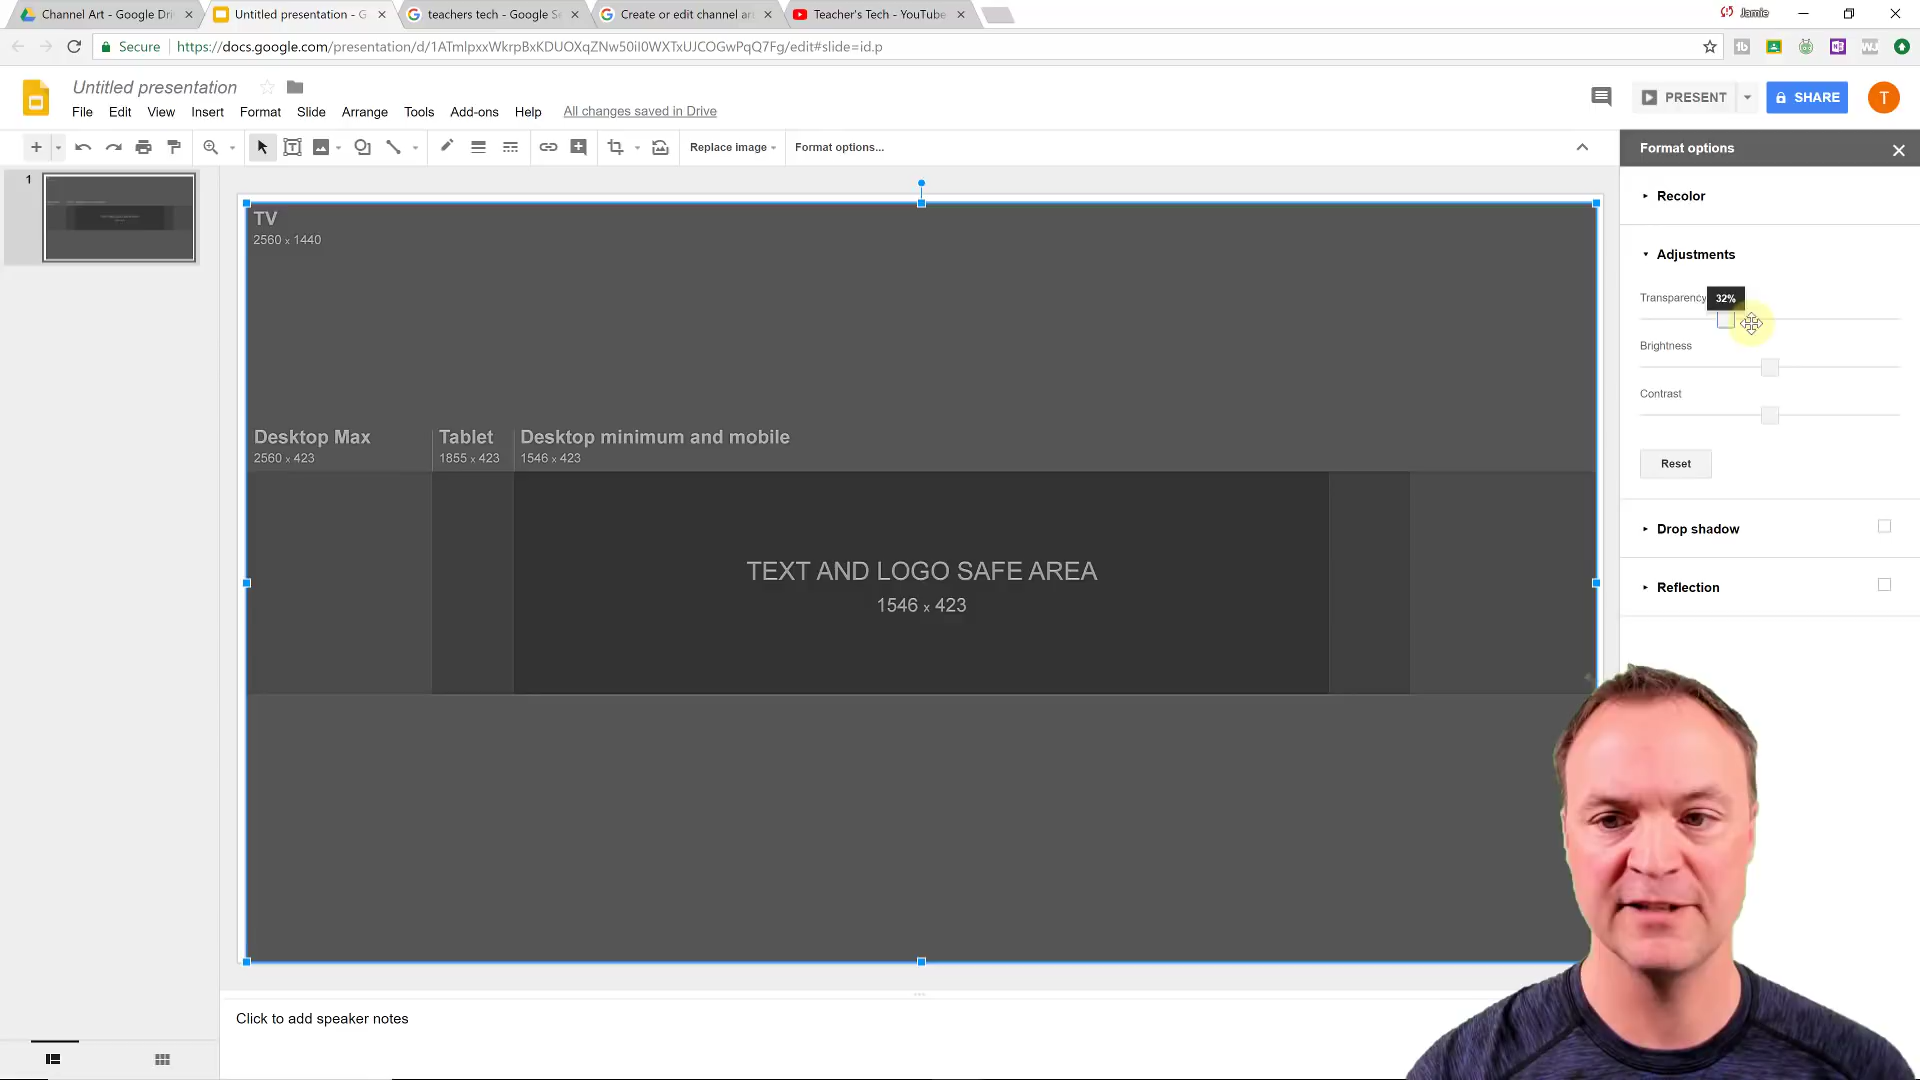 Channel Art - Google Dri
Untitled presentation - G
teachers tech - Google Se
Create or edit channel ar
Teacher's Tech - YouTube
Jamie
Secure
https://docs.google.com/presentation/d/1ATmlpxxWkrpBxKDUOXqZNw50iI0WXTxUJCOGwPqQ7Fg/edit#slide=id.p
Untitled presentation
File Edit View Insert Format Slide Arrange Tools Add-ons Help All changes saved in Drive
PRESENT
SHARE
T
Replace image
Format options...
Format options
1
Recolor
Adjustments
Transparency
32%
Brightness
Contrast
Reset
Drop shadow
Reflection
TV
2560 x 1440
Desktop Max
2560 x 423
Tablet
1855 x 423
Desktop minimum and mobile
1546 x 423
TEXT AND LOGO SAFE AREA
1546 x 423
Click to add speaker notes